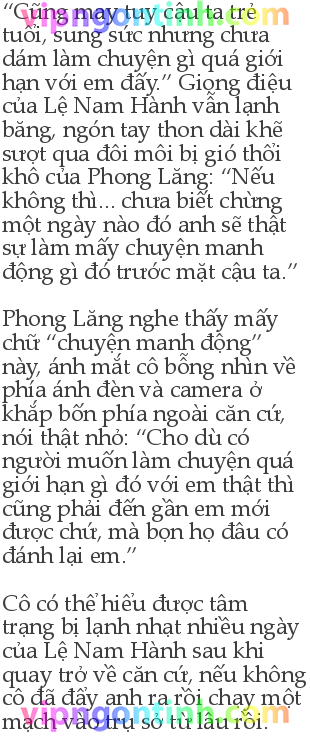 “Cũng may tuy cậu ta trẻ
tuổi, sung sức nhưng chưa
dám làm chuyện gì quá giới
hạn với em đấy.” Giọng điệu
của Lệ Nam Hành vẫn lạnh
băng, ngón tay thon dài khẽ
sượt qua đôi môi bị gió thổi
khô của Phong Lăng: “Nếu
không thì... chưa biết chừng
một ngày nào đó anh sẽ thật
sự làm mấy chuyện manh
động gì đó trước mặt cậu ta.”

Phong Lăng nghe thấy mấy
chữ “chuyện manh động”
này, ánh mắt cô bỗng nhìn về
phía ánh đèn và camera ở
khắp bốn phía ngoài căn cứ,
nói thật nhỏ: “Cho dù có
người muốn làm chuyện quá
giới hạn gì đó với em thật thì
cũng phải đến gần em mới
được chứ, mà bọn họ đâu có
đánh lại em.”

Cô có thể hiểu được tâm
trạng bị lạnh nhạt nhiều ngày
của Lệ Nam Hành sau khi
quay trở về căn cứ, nếu không
cô đã đẩy anh ra rồi chạy một
mạch vào trụ sở từ lâu rồi.
vipngontinh.com
vipngontinh.com